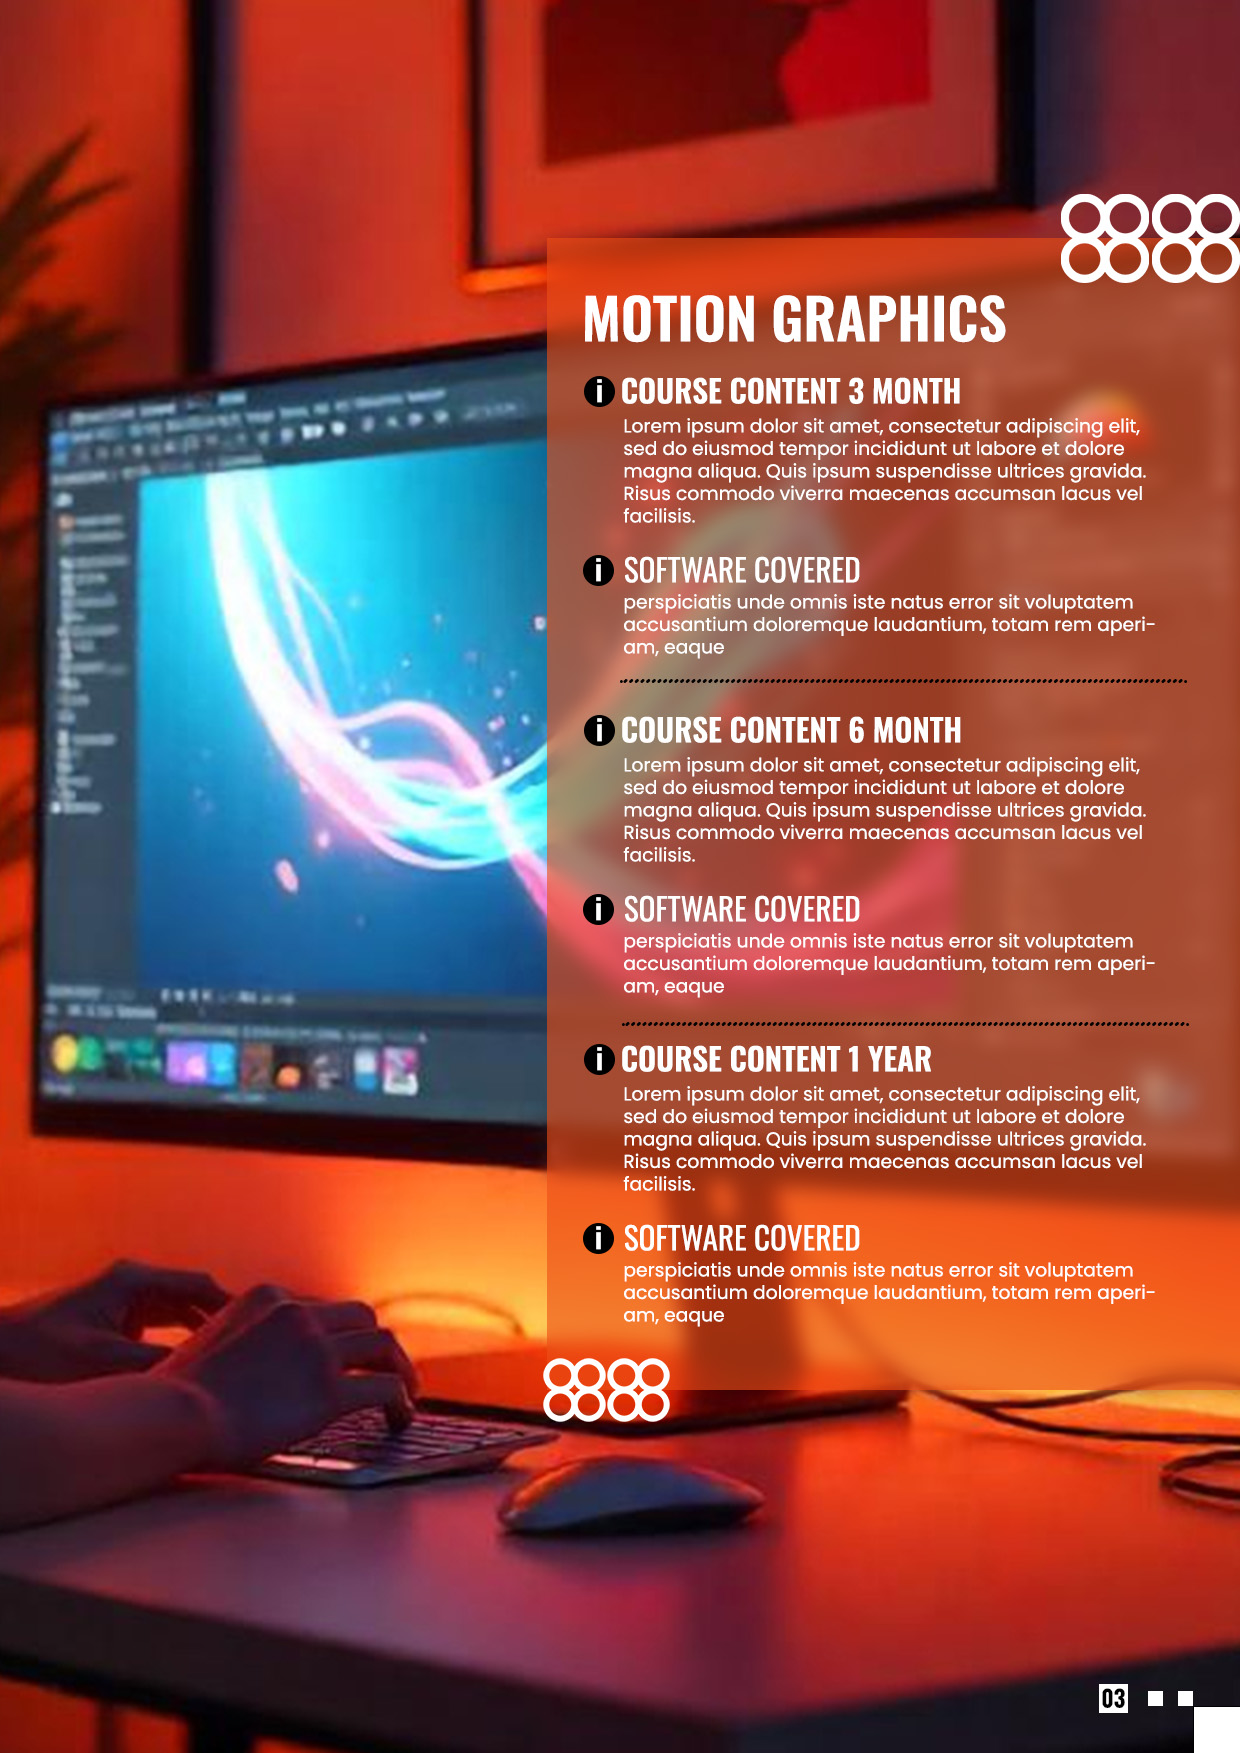 MOTION GRAPHICS
i COURSE CONTENT 3 MONTH
Lorem ipsum dolor sit amet, consectetur adipiscing elit,
sed do eiusmod tempor incididunt ut labore et dolore
magna aliqua. Quis ipsum suspendisse ultrices gravida.
Risus commodo viverra maecenas accumsan lacus vel
facilisis.
i SOFTWARE COVERED
perspiciatis unde omnis iste natus error sit voluptatem
accusantium doloremque laudantium, totam rem aperi-
am, eaque
i COURSE CONTENT 6 MONTH
Lorem ipsum dolor sit amet, consectetur adipiscing elit,
sed do eiusmod tempor incididunt ut labore et dolore
magna aliqua. Quis ipsum suspendisse ultrices gravida.
Risus commodo viverra maecenas accumsan lacus vel
facilisis.
i SOFTWARE COVERED
perspiciatis unde omnis iste natus error sit voluptatem
accusantium doloremque laudantium, totam rem aperi-
am, eaque
i COURSE CONTENT 1 YEAR
Lorem ipsum dolor sit amet, consectetur adipiscing elit,
sed do eiusmod tempor incididunt ut labore et dolore
magna aliqua. Quis ipsum suspendisse ultrices gravida.
Risus commodo viverra maecenas accumsan lacus vel
facilisis.
i SOFTWARE COVERED
perspiciatis unde omnis iste natus error sit voluptatem
accusantium doloremque laudantium, totam rem aperi-
am, eaque
03